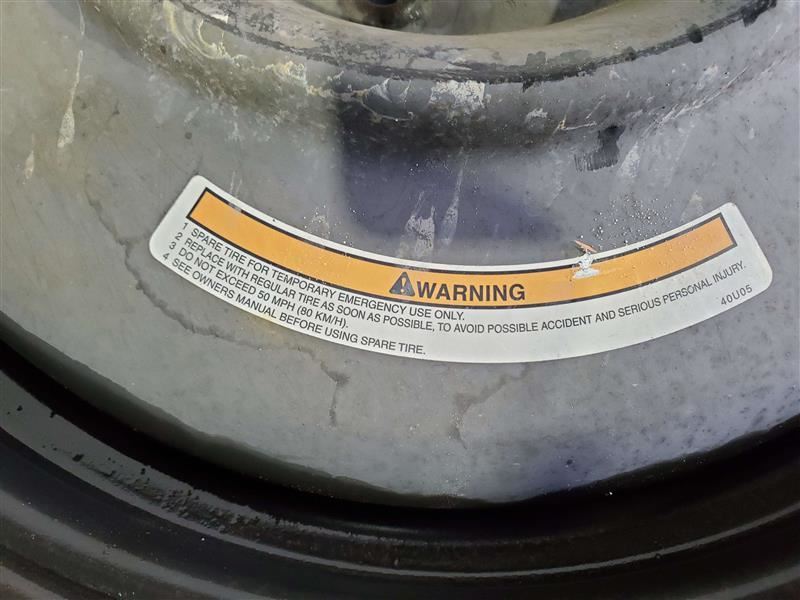 WARNING
1 SPARE TIRE FOR TEMPORARY EMERGENCY USE ONLY.
2 REPLACE WITH REGULAR TIRE AS SOON AS POSSIBLE, TO AVOID POSSIBLE ACCIDENT AND SERIOUS PERSONAL INJURY.
3 DO NOT EXCEED 50 MPH (80 KM/H).
4 SEE OWNERS MANUAL BEFORE USING SPARE TIRE.
40U05